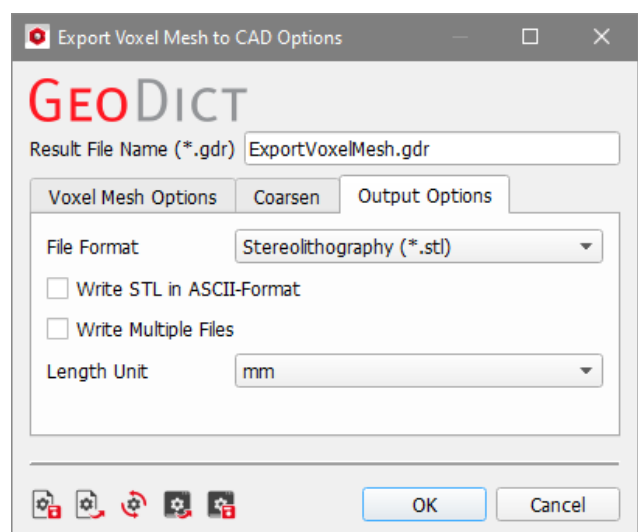 Export Voxel Mesh to CAD Options
GEODICT
Result File Name (*.gdr) ExportVoxelMesh.gdr
Voxel Mesh Options Coarsen Output Options
File Format Stereolithography (*.stl)
Write STL in ASCII-Format
Write Multiple Files
Length Unit mm
OK Cancel